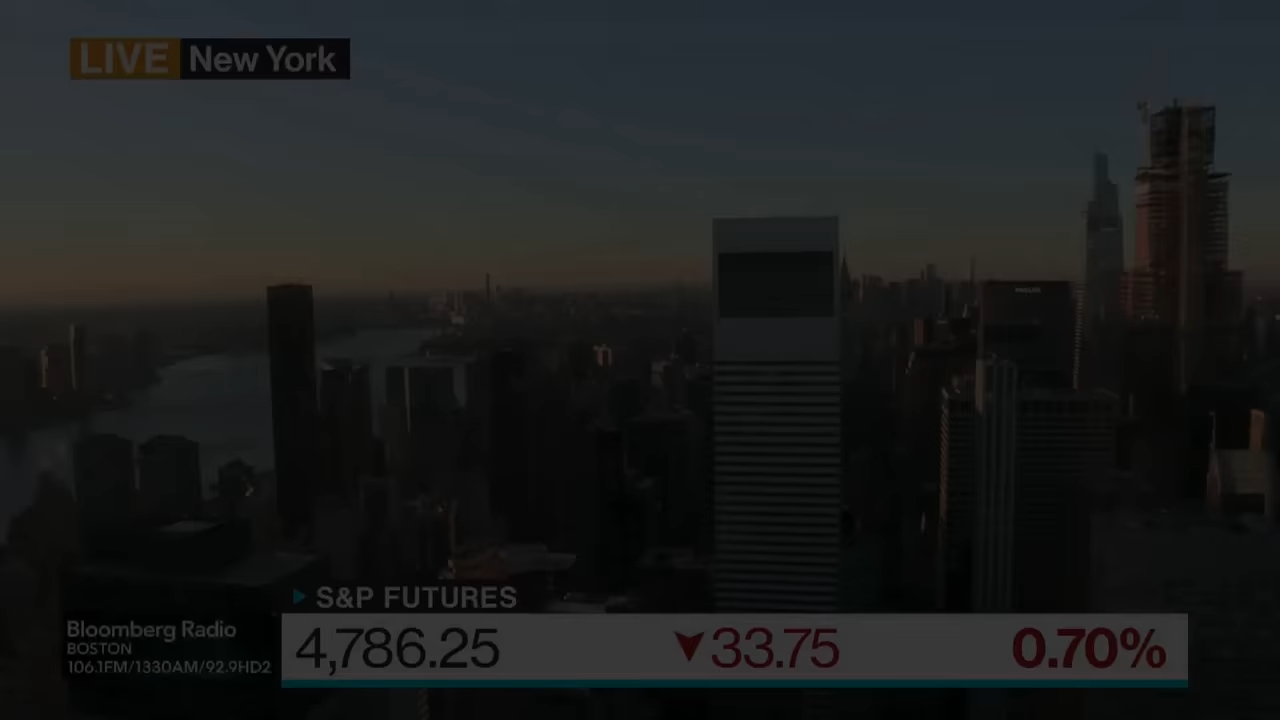 LIVE New York
S&P FUTURES
Bloomberg Radio
BOSTON
106.1FM/1330AM/92.9HD2
4,786.25 ▼33.75 0.70%